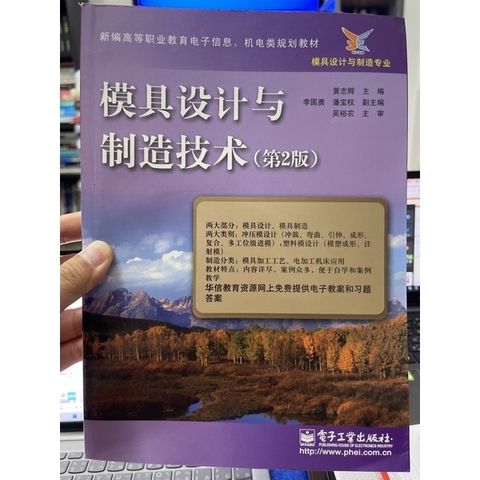 新编高等职业教育电子信息、机电类规划教材
模具设计与制造专业
黄志辉 主 编
李国勇 潘宝权 副主编
吴裕农 主 审
模具设计与
制造技术(第2版)
两大部分:模具设计、模具制造
两大类别:冲压模设计(冲裁、弯曲、引伸、成形、
复合、多工位级进模);塑料模设计(模塑成形、注
射模)
制造分类:模具加工工艺、电加工机床应用
教材特点:内容详尽,案例众多,便于自学和案例
教学
华信教育资源网上免费提供电子教案和习题
答案
电子工业出版社
PUBLISHING HOUSE OF ELECTRONICS INDUSTRY
http://www.phei.com.cn